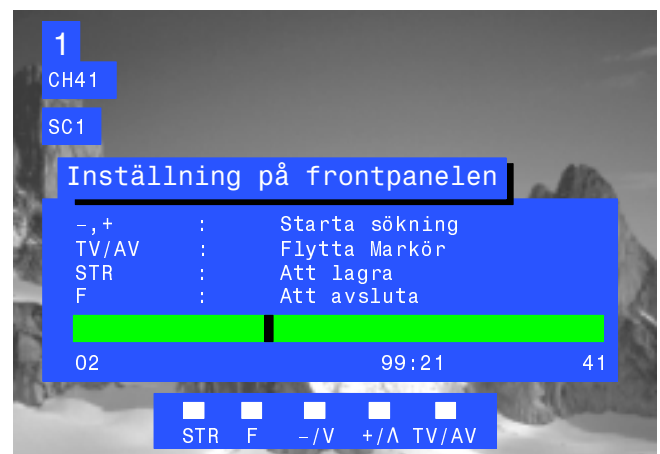 1
CH41
SC1
Inställning på frontpanelen
–,+ : Starta sökning
TV/AV : Flytta Markör
STR : Att lagra
F : Att avsluta
02 99:21 41
STR F –/V +/Λ TV/AV